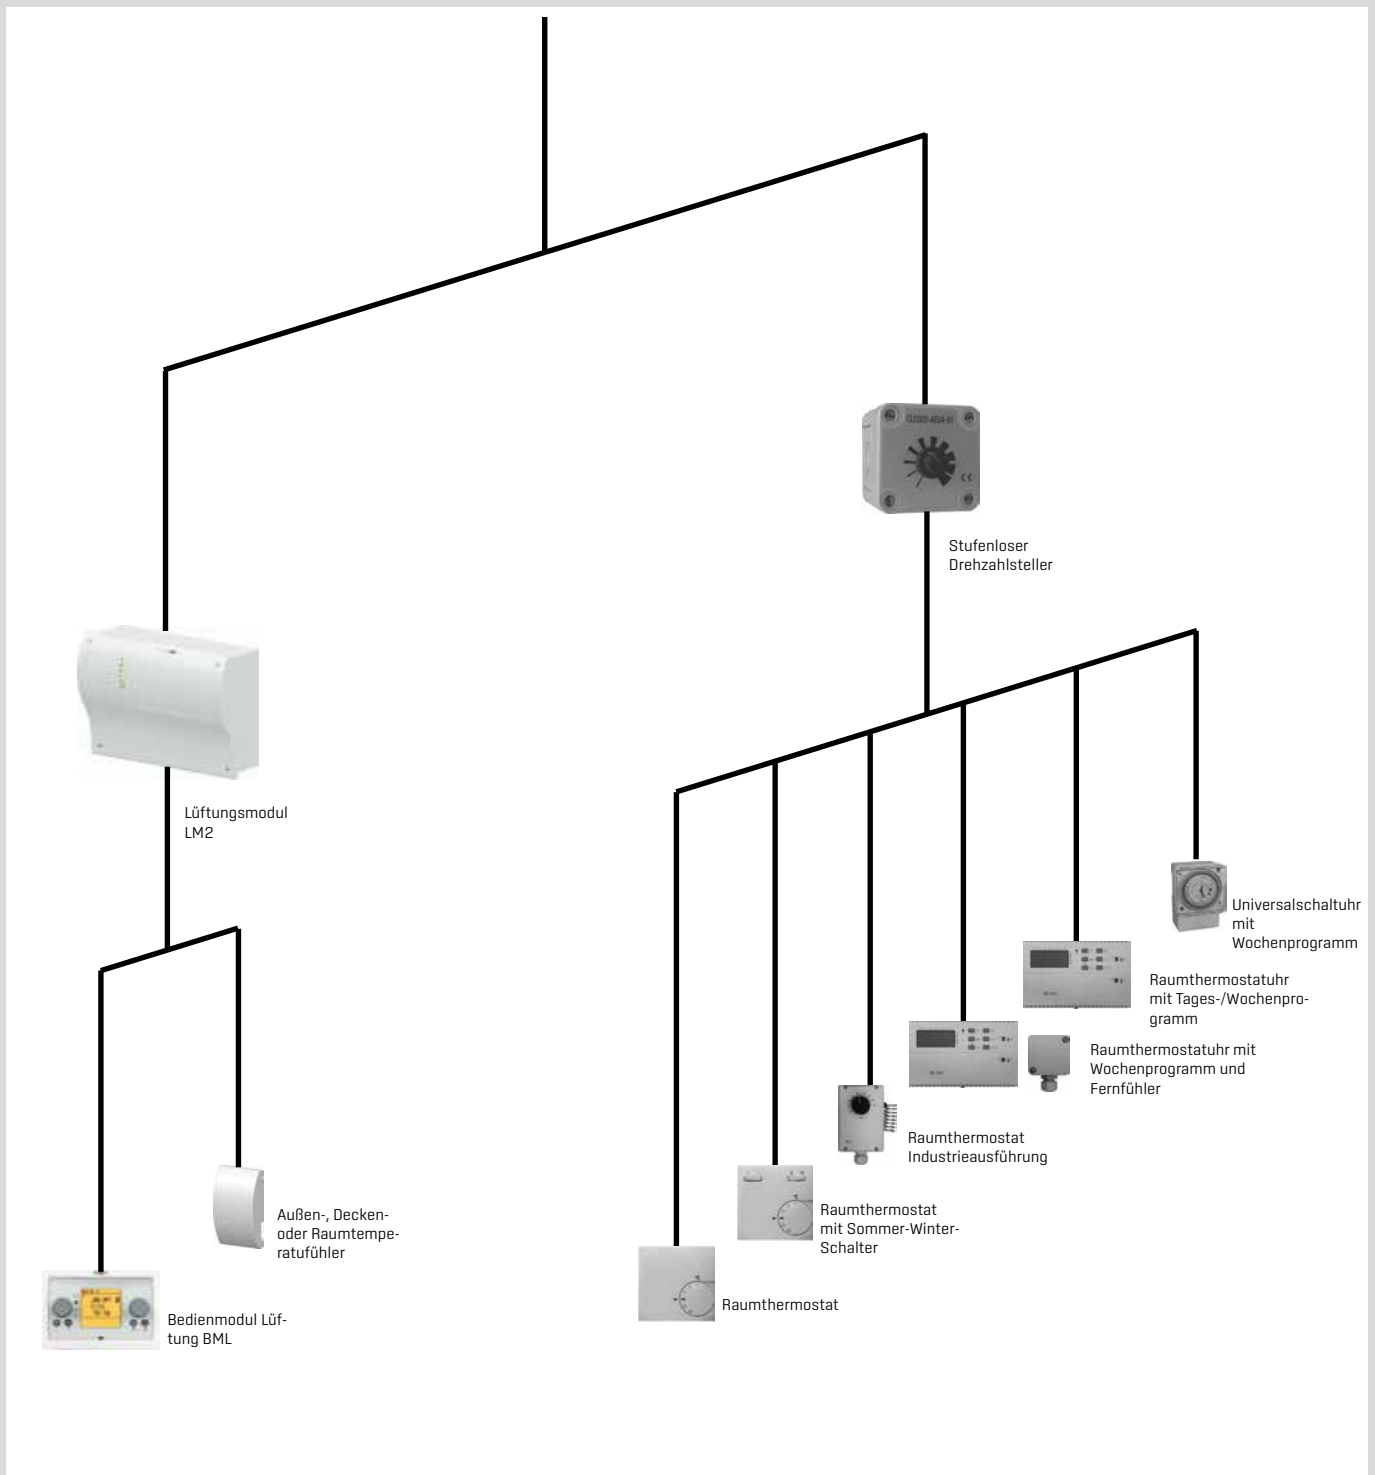 Stufenloser
Drehzahlsteller
Lüftungsmodul
LM2
Universalschaltuhr
mit
Wochenprogramm
Raumthermostatuhr
mit Tages-/Wochenpro-
gramm
Raumthermostatuhr mit
Wochenprogramm und
Fernfühler
Raumthermostat
Industrieausführung
Raumthermostat
mit Sommer-Winter-
Schalter
Außen-, Decken-
oder Raumtempe-
ratufühler
Raumthermostat
Bedienmodul Lüf-
tung BML